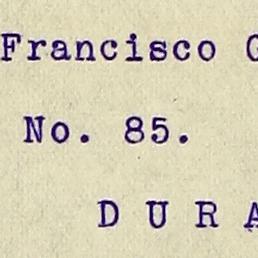 Francisco G
No. 85.
D U R A